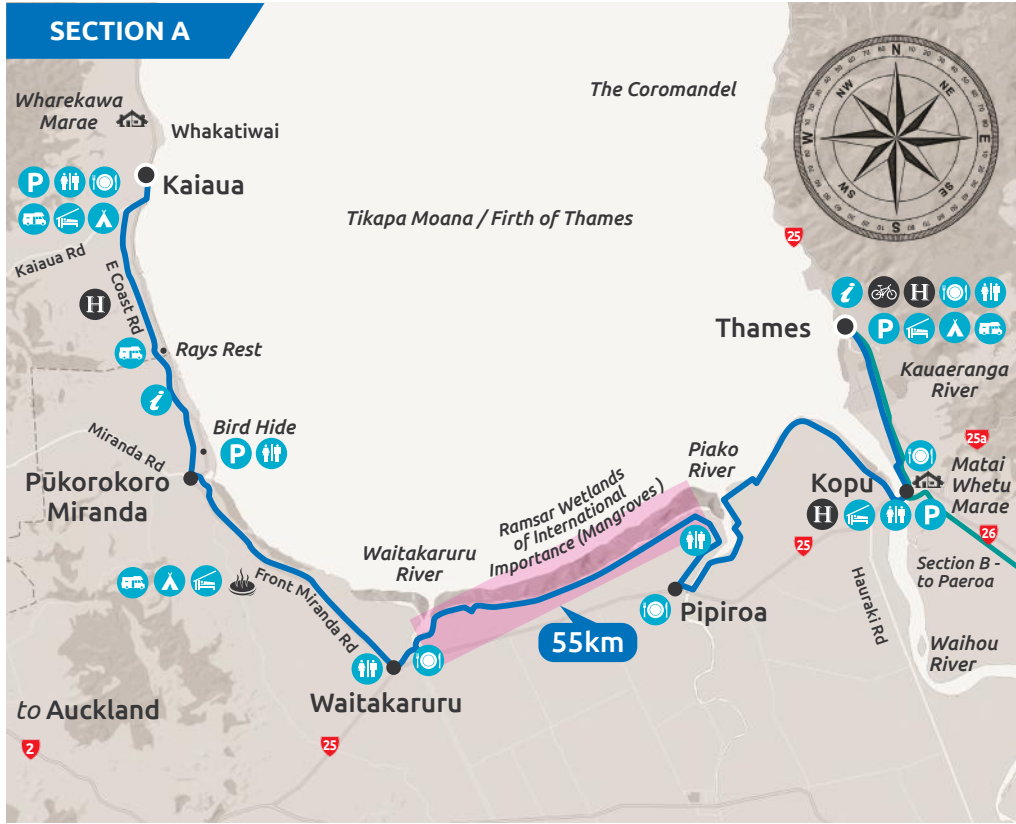 SECTION A
The Coromandel
N
NE
E
SE
S
SW
W
NW
Wharekawa
Marae
Whakatiwai
P
Kaiaua
Tikapa Moana / Firth of Thames
25
Kaiaua Rd
E Coast Rd
H
i
H
Thames
P
Rays Rest
Kauaeranga
River
i
Bird Hide
P
Miranda Rd
25a
Pūkorokoro
Miranda
Piako
River
Kopu
Matai
Whetu
Marae
H
P
Ramsar Wetlands
of International
Importance (Mangroves)
26
25
Waitakaruru
River
Section B -
to Paeroa
Front Miranda Rd
Hauraki Rd
Pipiroa
55km
Waihou
River
Waitakaruru
to Auckland
2
25